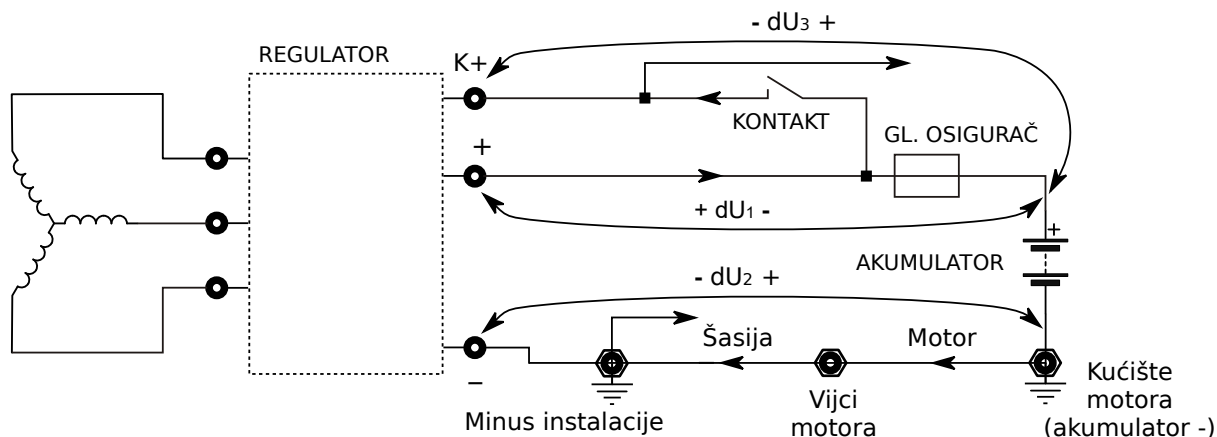 - dU3 +
REGULATOR
K+
KONTAKT
GL. OSIGURAČ
+
+ dU1 -
+
AKUMULATOR
- dU2 +
Šasija
Motor
–
Minus instalacije
Vijci
motora
Kućište
motora
(akumulator -)